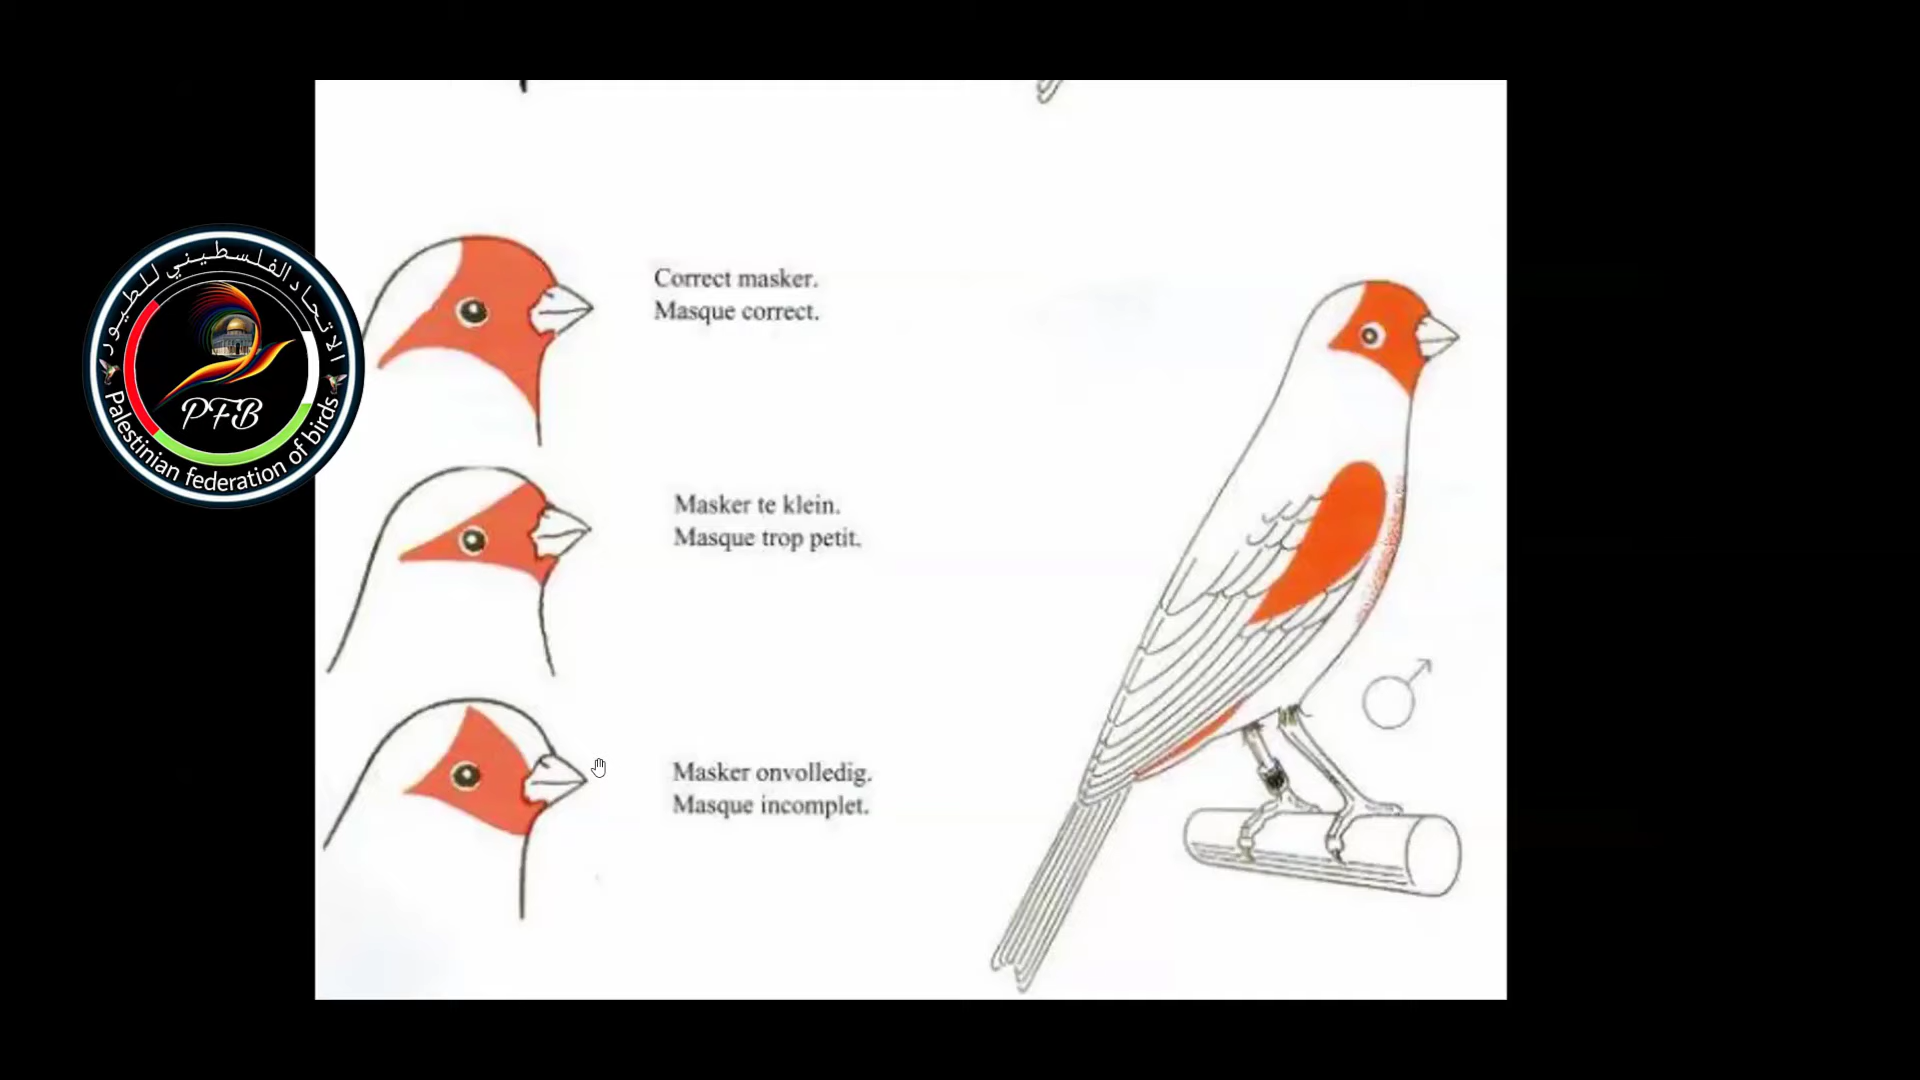 الاتحاد الفلسطيني للطيور
PFB
Palestinian federation of birds
Correct masker.
Masque correct.
Masker te klein.
Masque trop petit.
Masker onvolledig.
Masque incomplet.